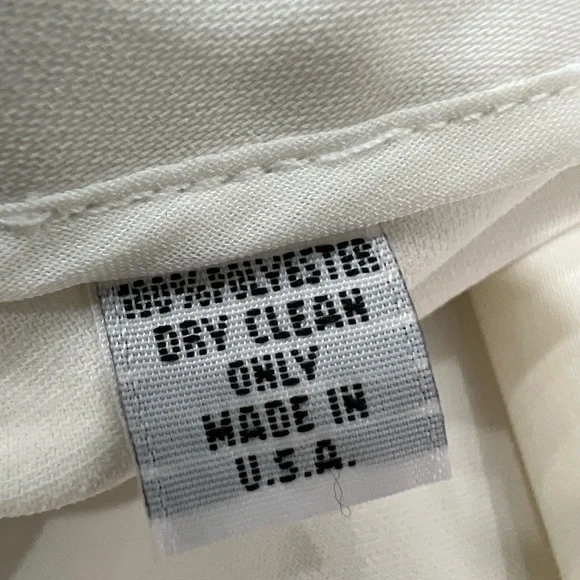 100%POLYESTER
DRY CLEAN
ONLY
MADE IN
U.S.A.